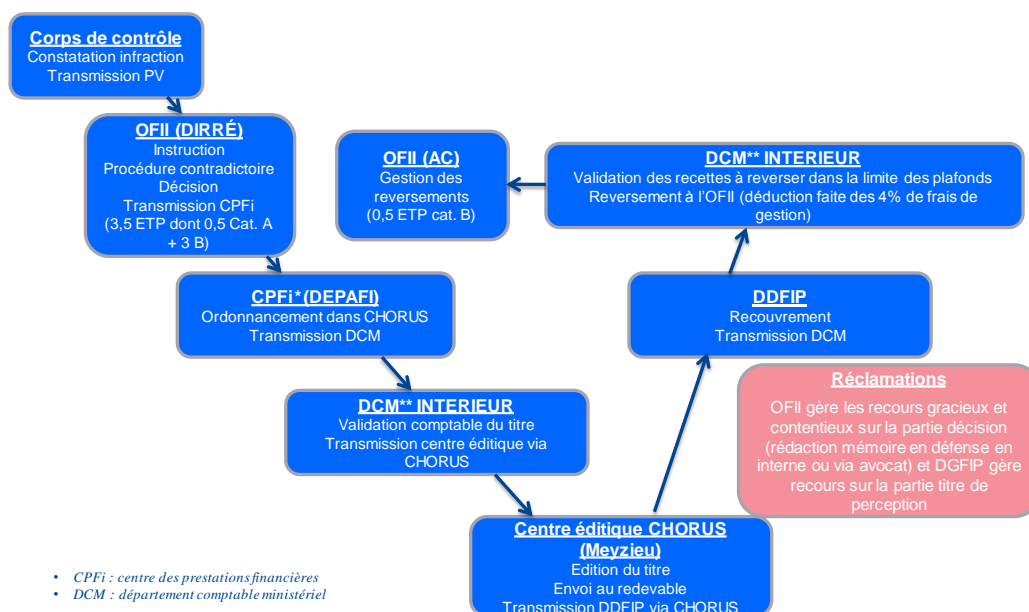 Corps de contrôle
Constatation infraction
Transmission PV
OFII (DIRRÉ)
Instruction
Procédure contradictoire
Décision
Transmission CPFi
(3,5 ETP dont 0,5 Cat. A
+ 3 B)
CPFi* (DEPAFI)
Ordonnancement dans CHORUS
Transmission DCM
DCM** INTERIEUR
Validation comptable du titre
Transmission centre éditique via
CHORUS
Centre éditique CHORUS
(Meyzieu)
Edition du titre
Envoi au redevable
Transmission DDFIP via CHORUS
DDFIP
Recouvrement
Transmission DCM
DCM** INTERIEUR
Validation des recettes à reverser dans la limite des plafonds
Reversement à l'OFII (déduction faite des 4% de frais de
gestion)
OFII (AC)
Gestion des
reversements
(0,5 ETP cat. B)
Réclamations
OFII gère les recours gracieux et
contentieux sur la partie décision
(rédaction mémoire en défense en
interne ou via avocat) et DGFIP gère
recours sur la partie titre de
perception
• CPFi : centre des prestations financières
• DCM : département comptable ministériel